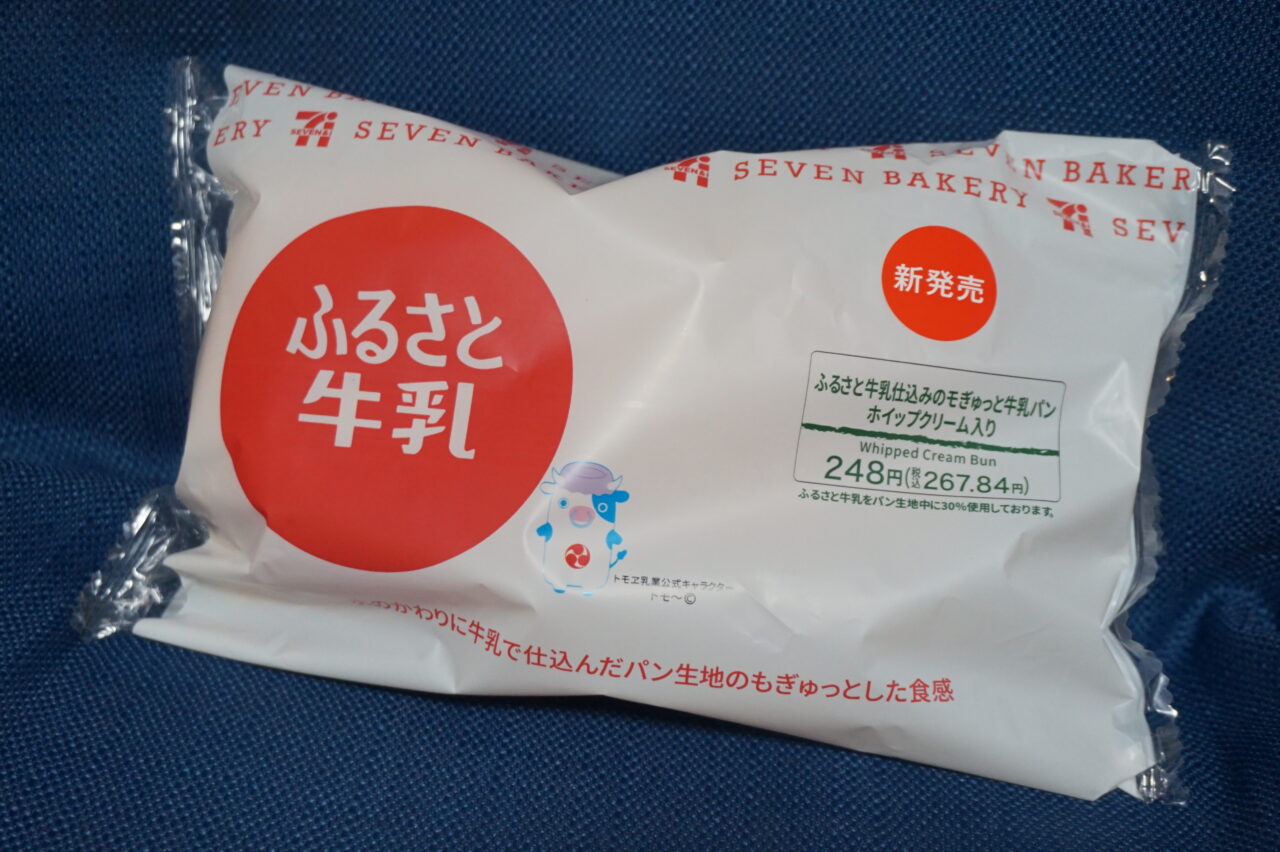 SEVEN BAKERY
SEVEN&i
SEVEN BAKERY
SEVEN&i
SEVEN BAKERY
新発売
ふるさと
牛乳
ふるさと牛乳仕込みのモぎゅっと牛乳パン
ホイップクリーム入り
Whipped Cream Bun
248円(税込267.84円)
ふるさと牛乳をパン生地中に30%使用しております。
トモヱ乳業公式キャラクター
トモ~©
わりに牛乳で仕込んだパン生地のもぎゅっとした食感